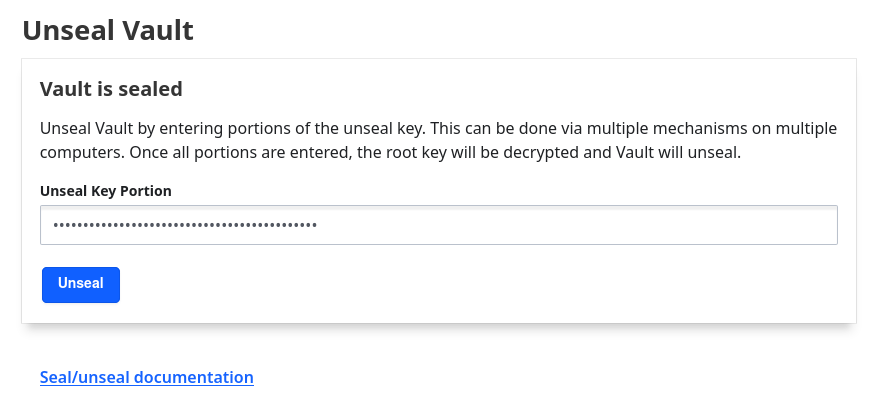 Unseal Vault
Vault is sealed
Unseal Vault by entering portions of the unseal key. This can be done via multiple mechanisms on multiple
computers. Once all portions are entered, the root key will be decrypted and Vault will unseal.
Unseal Key Portion
••••••••••••••••••••••••••••••••••••••••••••
Unseal
Seal/unseal documentation